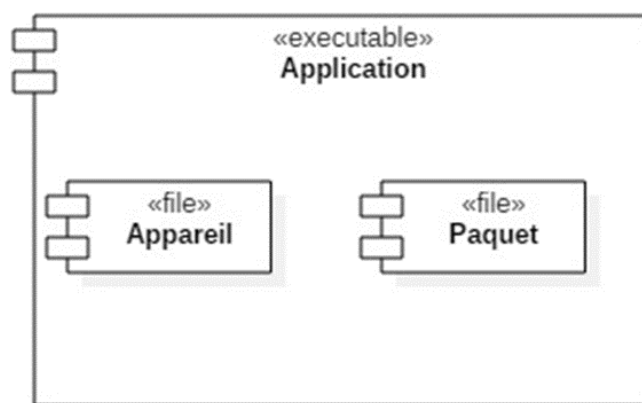 «executable»
Application
«file»
Appareil
«file»
Paquet